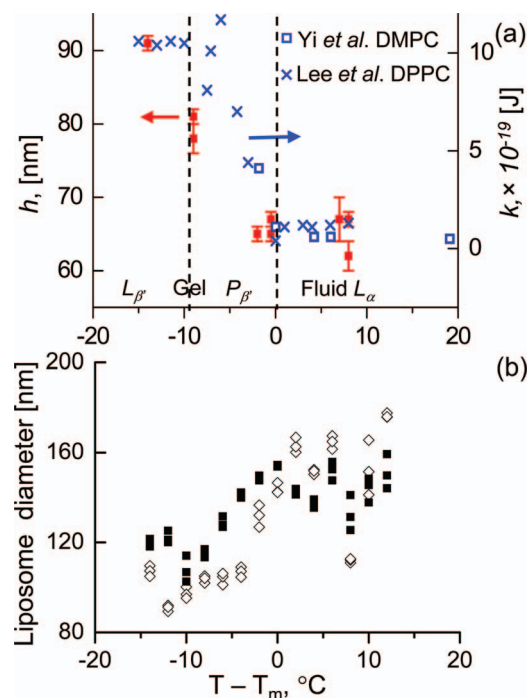 (a)
Yi et al. DMPC
Lee et al. DPPC
h, [nm]
90
80
70
60
10
5
0
k, × 10⁻¹⁹ [J]
Lβ' Gel Pβ' Fluid Lα
-20 -10 0 10 20
(b)
Liposome diameter [nm]
200
160
120
80
-20 -10 0 10 20
T – Tm, °C